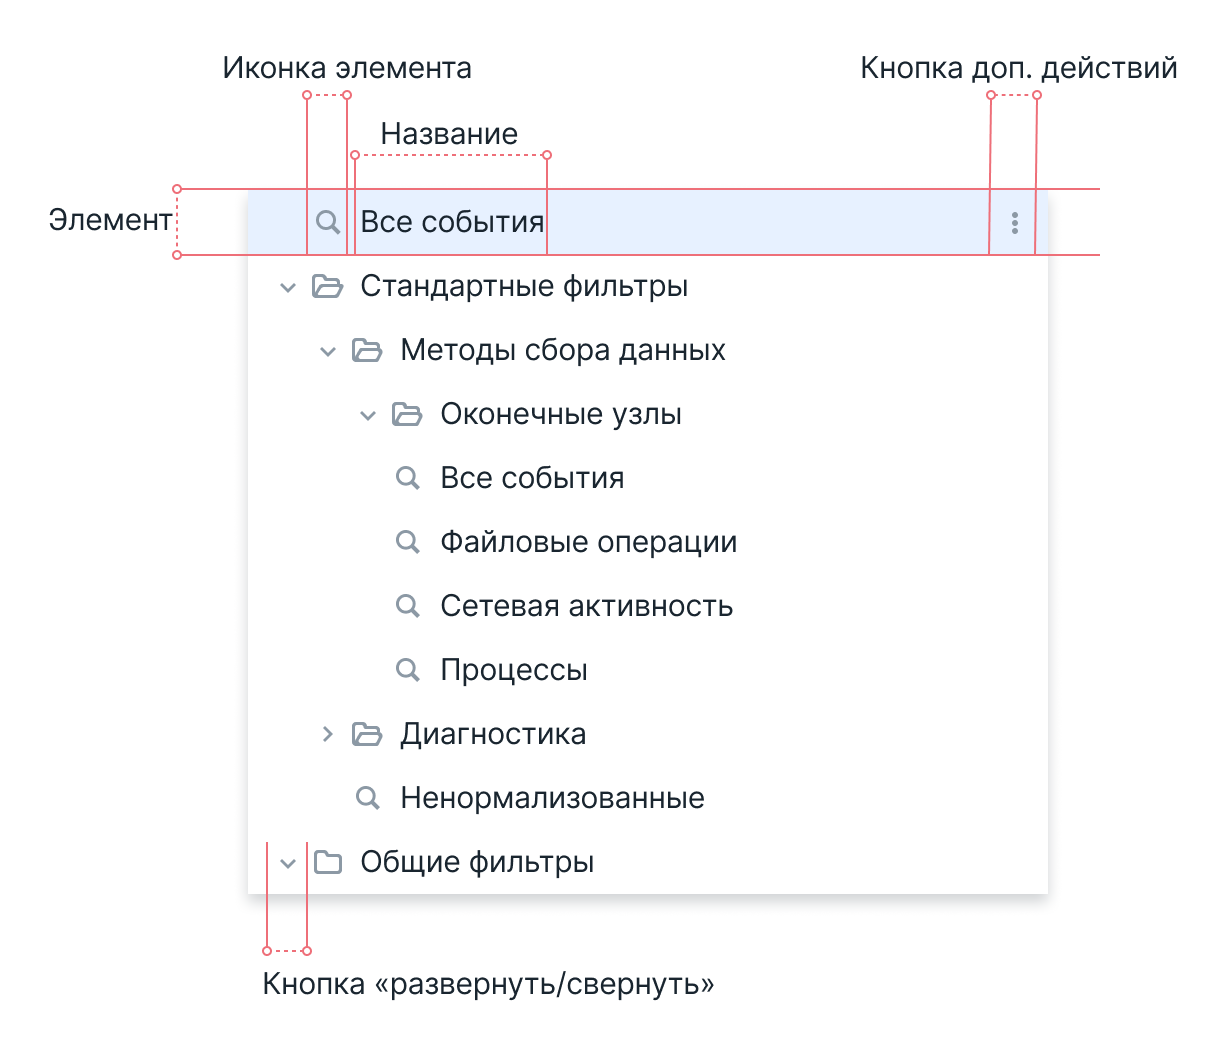 Иконка элемента
Кнопка доп. действий
Название
Элемент
Все события
Стандартные фильтры
Методы сбора данных
Оконечные узлы
Все события
Файловые операции
Сетевая активность
Процессы
Диагностика
Ненормализованные
Общие фильтры
Кнопка «развернуть/свернуть»